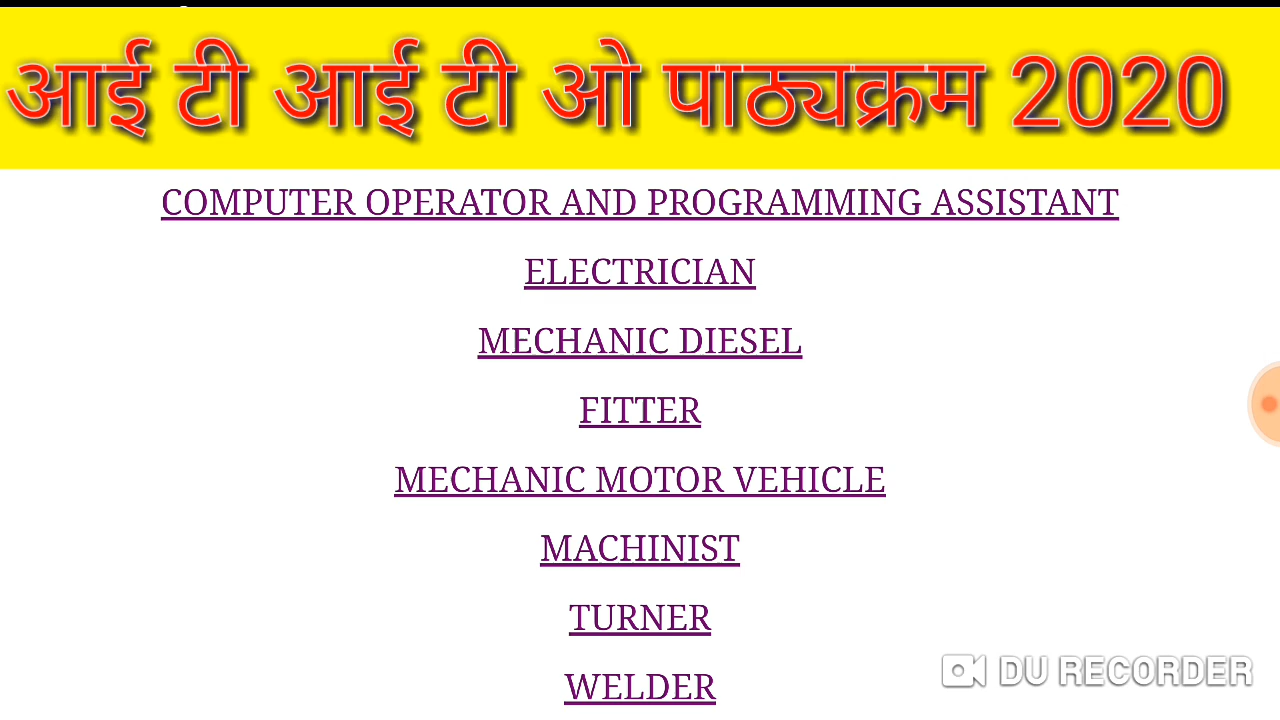 आई टी आई टी ओ पाठ्यक्रम 2020
COMPUTER OPERATOR AND PROGRAMMING ASSISTANT
ELECTRICIAN
MECHANIC DIESEL
FITTER
MECHANIC MOTOR VEHICLE
MACHINIST
TURNER
WELDER
DU RECORDER